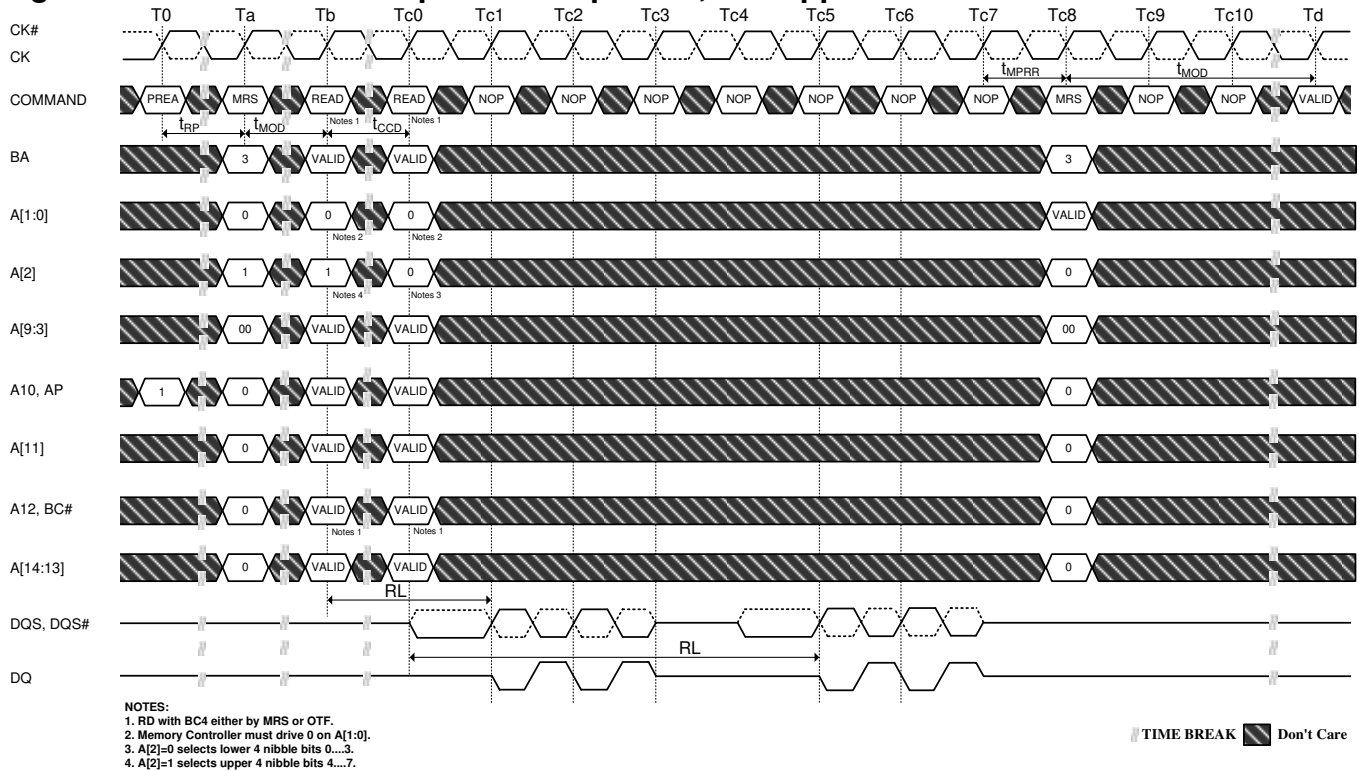 T0 Ta Tb Tc0 Tc1 Tc2 Tc3 Tc4 Tc5 Tc6 Tc7 Tc8 Tc9 Tc10 Td
CK#
CK
tMPRR tMOD
COMMAND PREA MRS READ READ NOP NOP NOP NOP NOP NOP NOP MRS NOP NOP VALID
Notes 1 Notes 1
tRP tMOD tCCD
BA 3 VALID VALID 3
A[1:0] 0 0 0 VALID
Notes 2 Notes 2
A[2] 1 1 0 0
Notes 4 Notes 3
A[9:3] 00 VALID VALID 00
A10, AP 1 0 VALID VALID 0
A[11] 0 VALID VALID 0
A12, BC# 0 VALID VALID 0
Notes 1 Notes 1
A[14:13] 0 VALID VALID 0
RL
DQS, DQS#
RL
DQ
NOTES:
1. RD with BC4 either by MRS or OTF.
2. Memory Controller must drive 0 on A[1:0].
3. A[2]=0 selects lower 4 nibble bits 0....3.
4. A[2]=1 selects upper 4 nibble bits 4....7.
TIME BREAK Don't Care